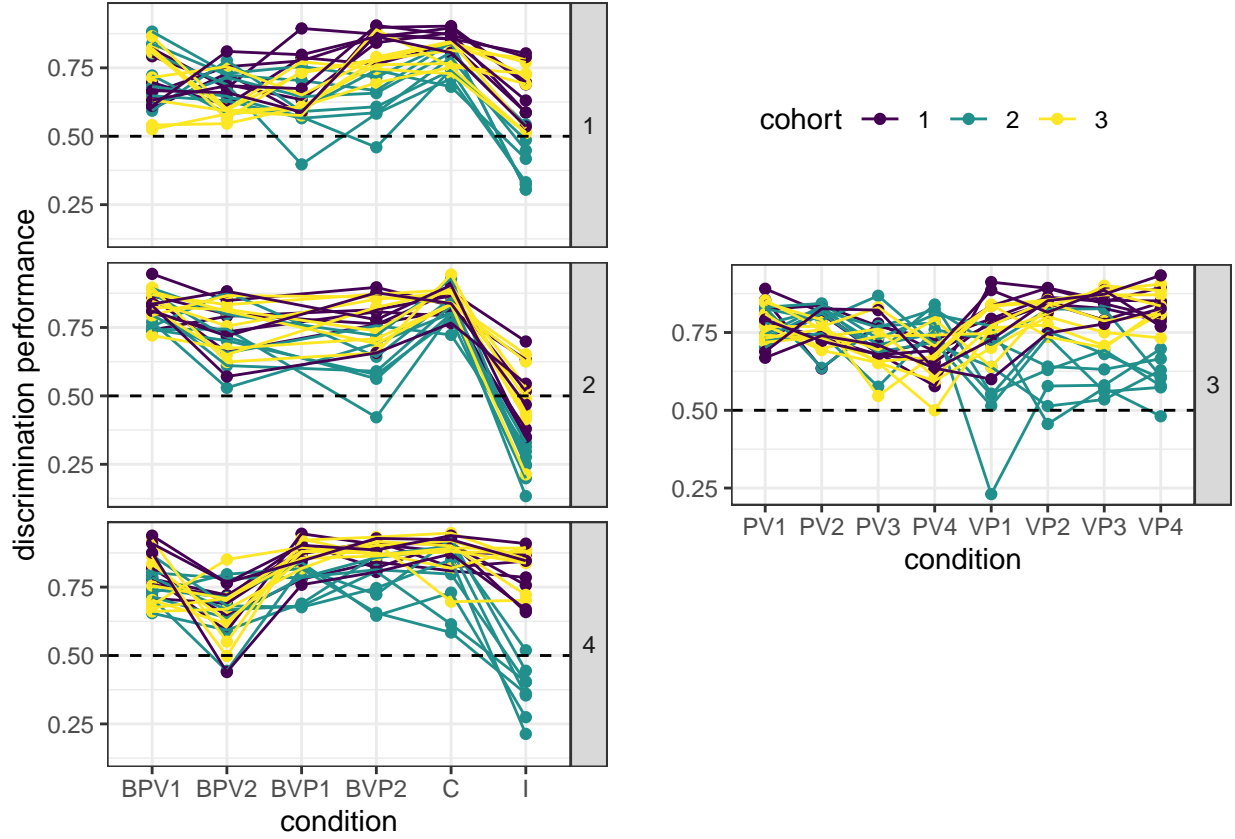 discrimination performance
0.75
0.50
0.25
1
0.75
0.50
0.25
2
0.75
0.50
0.25
4
BPV1 BPV2 BVP1 BVP2 C I
condition
cohort 1 2 3
0.75
0.50
0.25
3
PV1 PV2 PV3 PV4 VP1 VP2 VP3 VP4
condition